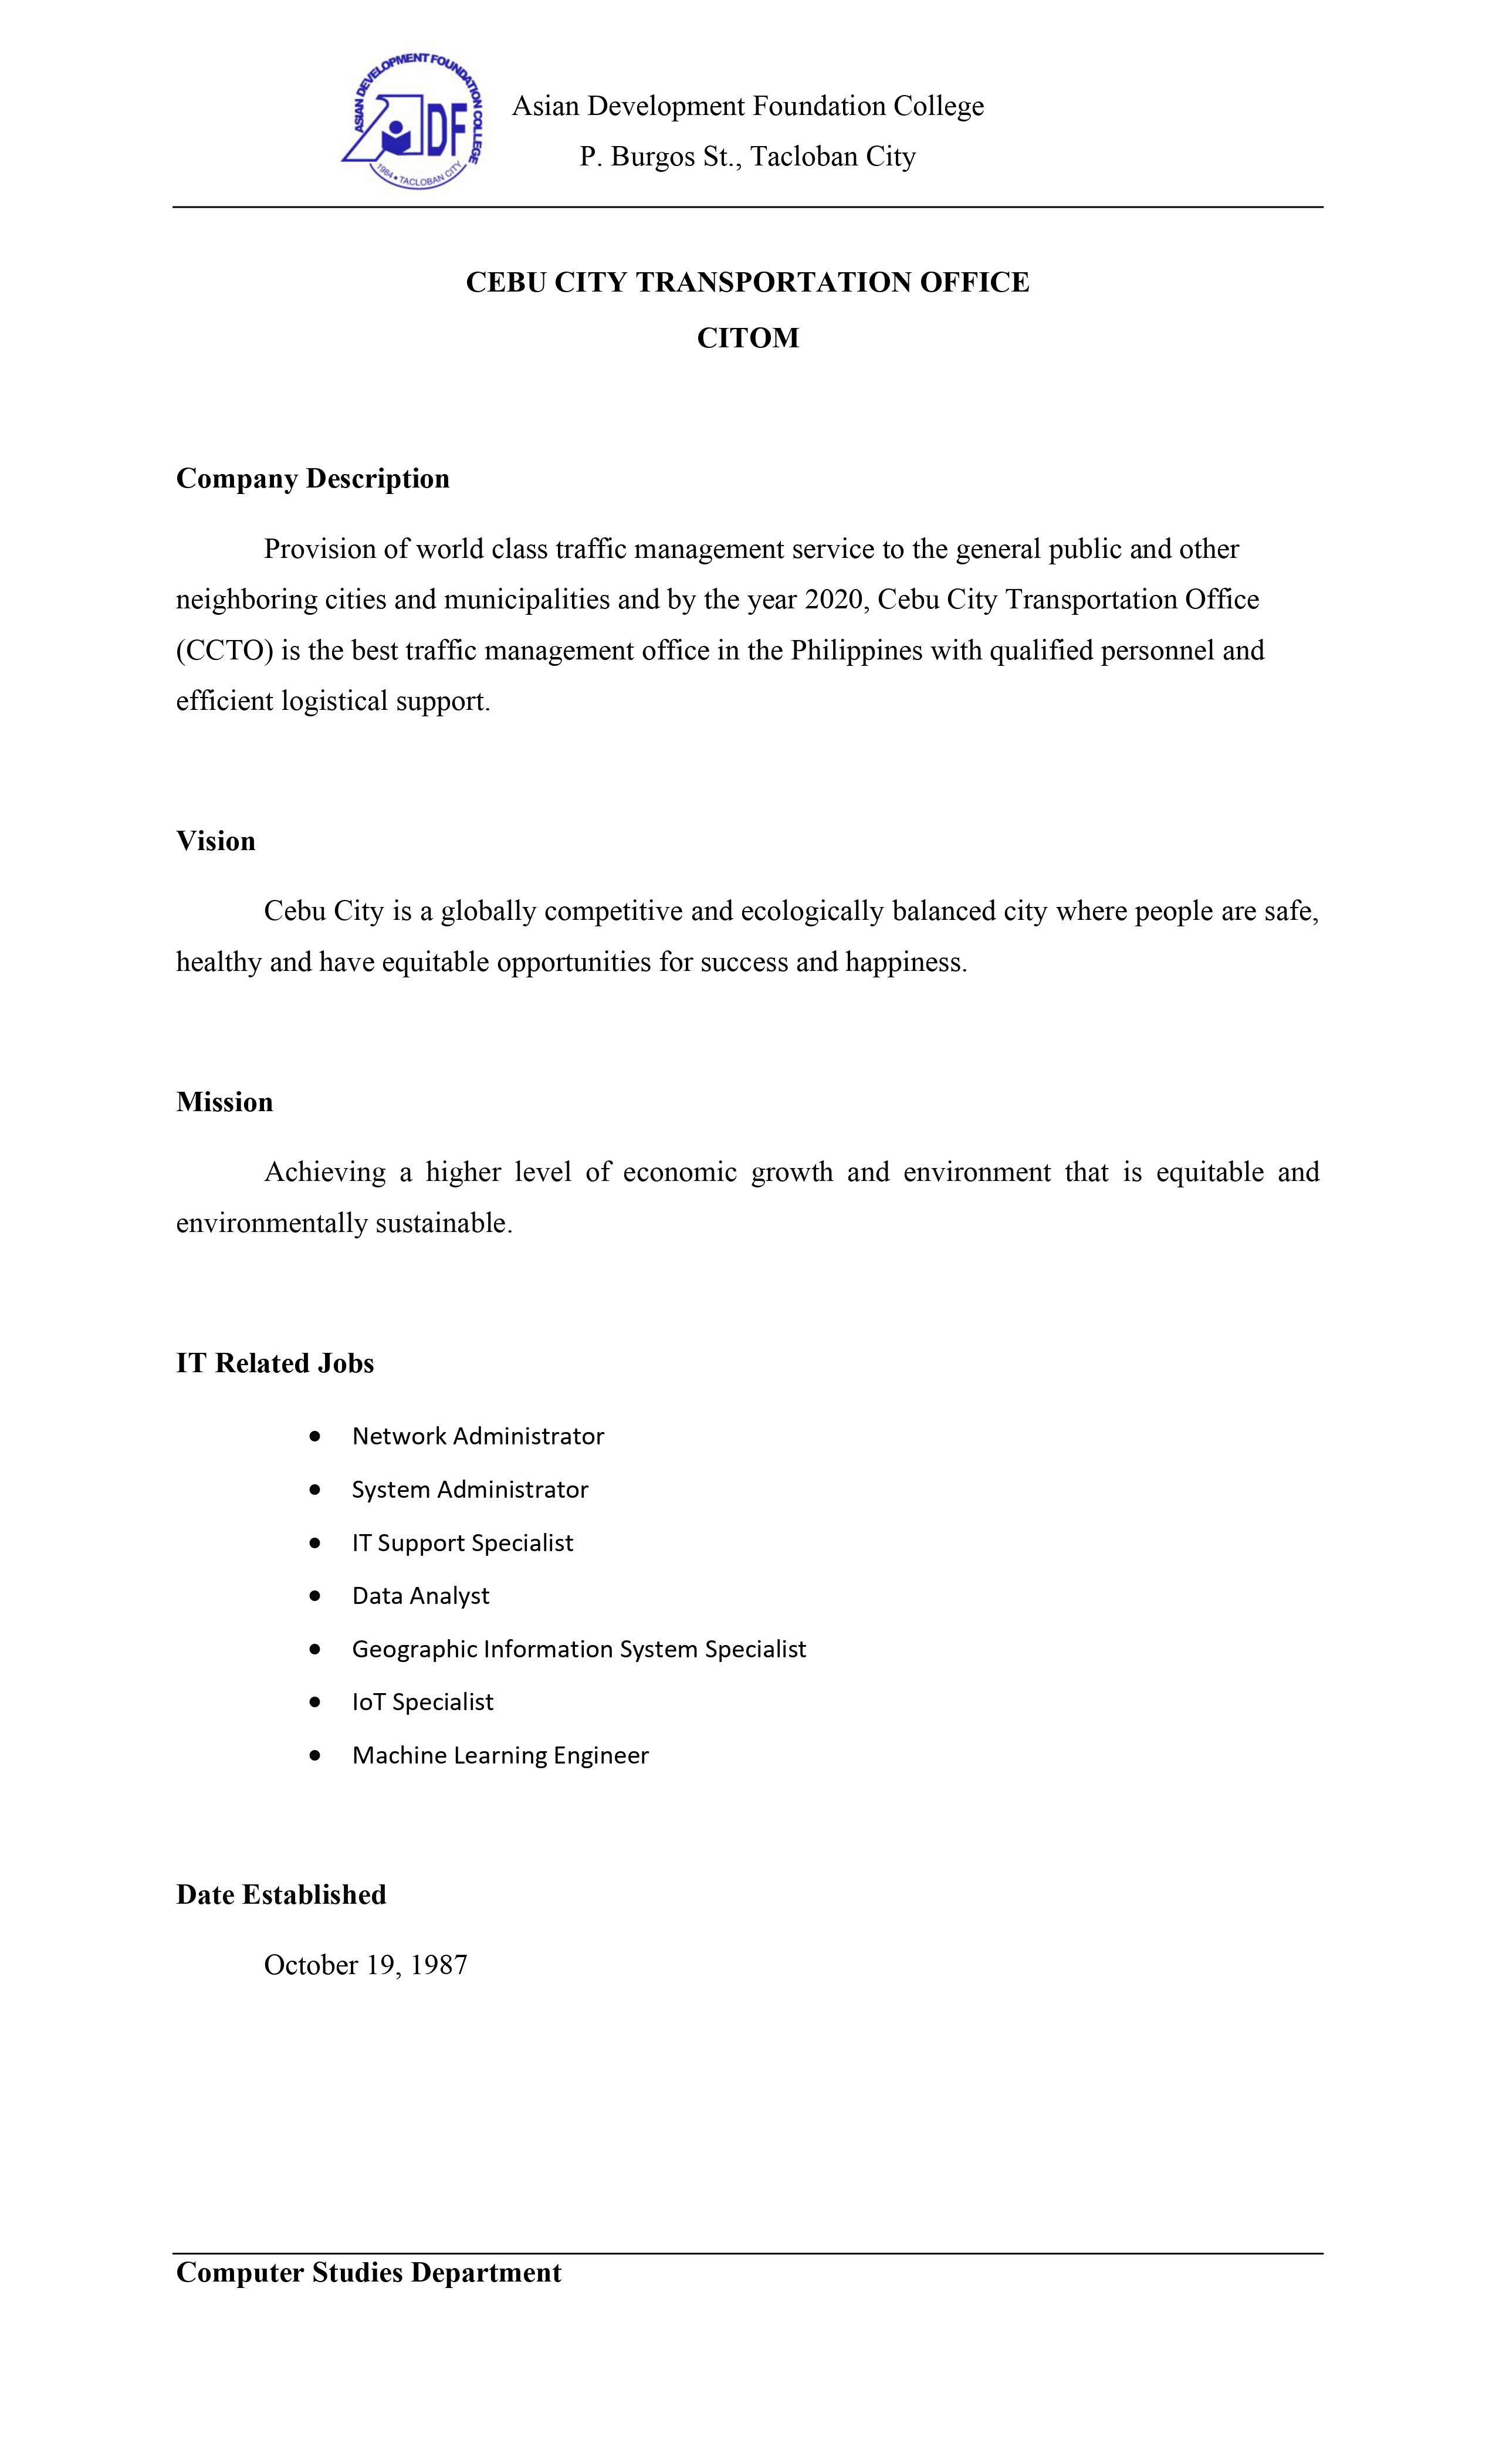 ASIAN DEVELOPMENT FOUNDATION COLLEGE
ADF
1984 • TACLOBAN CITY
Asian Development Foundation College
P. Burgos St., Tacloban City
CEBU CITY TRANSPORTATION OFFICE
CITOM
Company Description
Provision of world class traffic management service to the general public and other
neighboring cities and municipalities and by the year 2020, Cebu City Transportation Office
(CCTO) is the best traffic management office in the Philippines with qualified personnel and
efficient logistical support.
Vision
Cebu City is a globally competitive and ecologically balanced city where people are safe,
healthy and have equitable opportunities for success and happiness.
Mission
Achieving a higher level of economic growth and environment that is equitable and
environmentally sustainable.
IT Related Jobs
• Network Administrator
• System Administrator
• IT Support Specialist
• Data Analyst
• Geographic Information System Specialist
• IoT Specialist
• Machine Learning Engineer
Date Established
October 19, 1987
Computer Studies Department